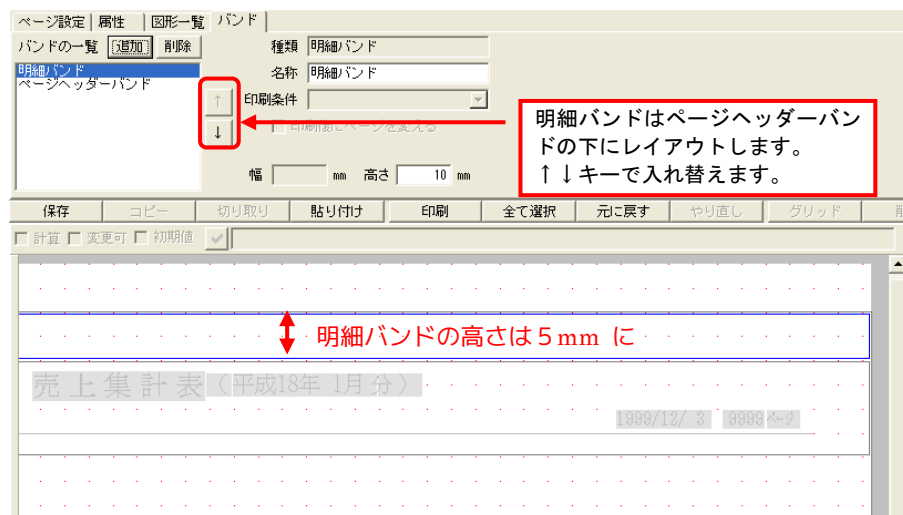 ページ設定 属性 図形一覧 バンド
バンドの一覧 追加 削除 種類 明細バンド
明細バンド 名称 明細バンド
ページヘッダーバンド
↑ 印刷条件
↓
幅 mm 高さ 10 mm
明細バンドはページヘッダーバン
ドの下にレイアウトします。
↑↓キーで入れ替えます。
保存 コピー 切り取り 貼り付け 印刷 全て選択 元に戻す やり直し グリッド
計算 変更可 初期値
明細バンドの高さは5mm に
売上集計表（平成18年 1月分）
1999/12/ 3 9999ページ